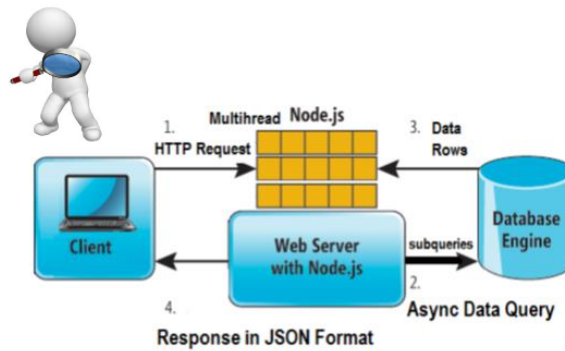 Multihread Node.js
1.
HTTP Request
3. Data
Rows
Client
Web Server
with Node.js
subqueries
Database
Engine
2.
Async Data Query
4.
Response in JSON Format